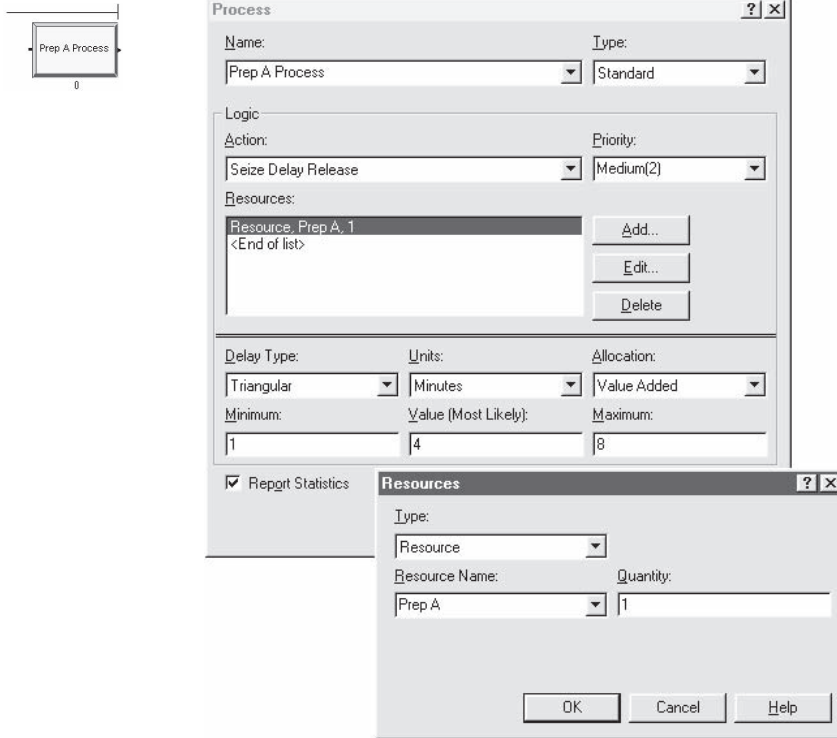 Prep A Process
0
Process
Name: Type:
Prep A Process Standard
Logic
Action: Priority:
Seize Delay Release Medium(2)
Resources:
Resource, Prep A, 1
<End of list>
Add...
Edit...
Delete
Delay Type: Units: Allocation:
Triangular Minutes Value Added
Minimum: Value (Most Likely): Maximum:
1 4 8
Report Statistics
Resources
Type:
Resource
Resource Name: Quantity:
Prep A 1
OK Cancel Help